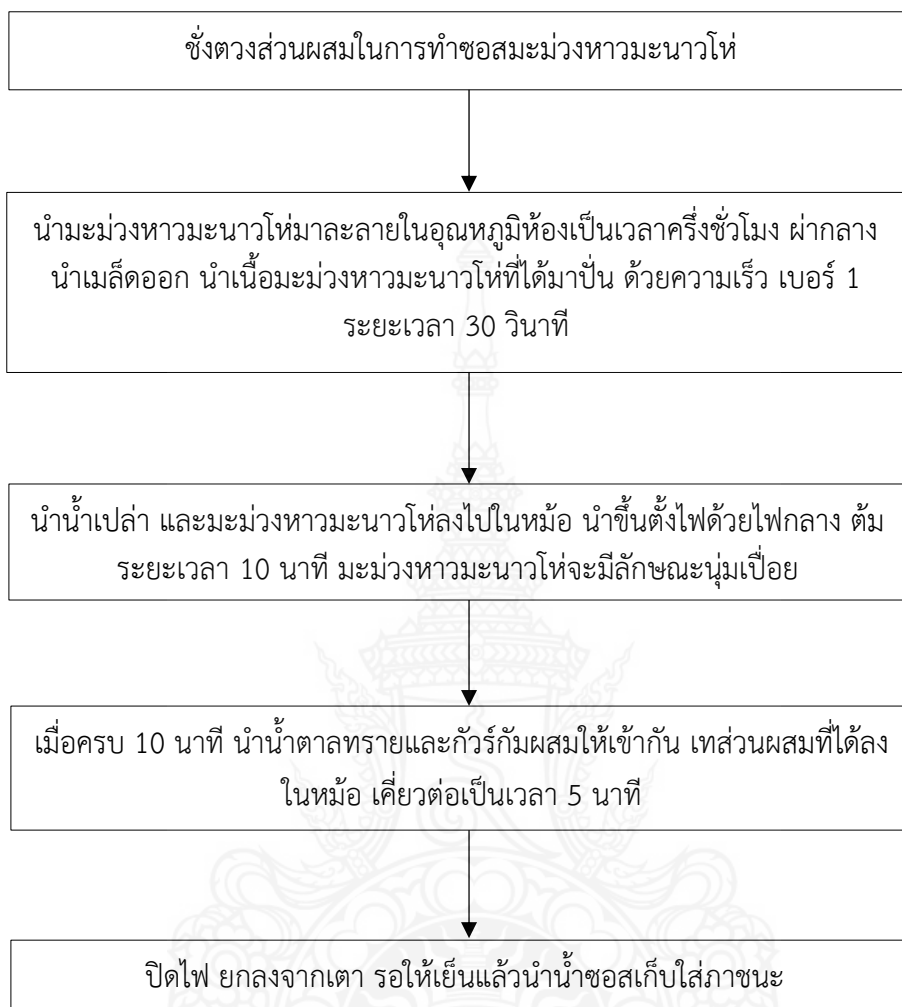 ชั่งตวงส่วนผสมในการทำซอสมะม่วงหาวมะนาวโห่
นำมะม่วงหาวมะนาวโห่มาละลายในอุณหภูมิห้องเป็นเวลาครึ่งชั่วโมง ผ่ากลาง
นำเมล็ดออก นำเนื้อมะม่วงหาวมะนาวโห่ที่ได้มาปั่น ด้วยความเร็ว เบอร์ 1
ระยะเวลา 30 วินาที
นำน้ำเปล่า และมะม่วงหาวมะนาวโห่ลงไปในหม้อ นำขึ้นตั้งไฟด้วยไฟกลาง ต้ม
ระยะเวลา 10 นาที มะม่วงหาวมะนาวโห่จะมีลักษณะนุ่มเปื่อย
เมื่อครบ 10 นาที นำน้ำตาลทรายและกัวร์กัมผสมให้เข้ากัน เทส่วนผสมที่ได้ลง
ในหม้อ เคี่ยวต่อเป็นเวลา 5 นาที
ปิดไฟ ยกลงจากเตา รอให้เย็นแล้วนำน้ำซอสเก็บใส่ภาชนะ